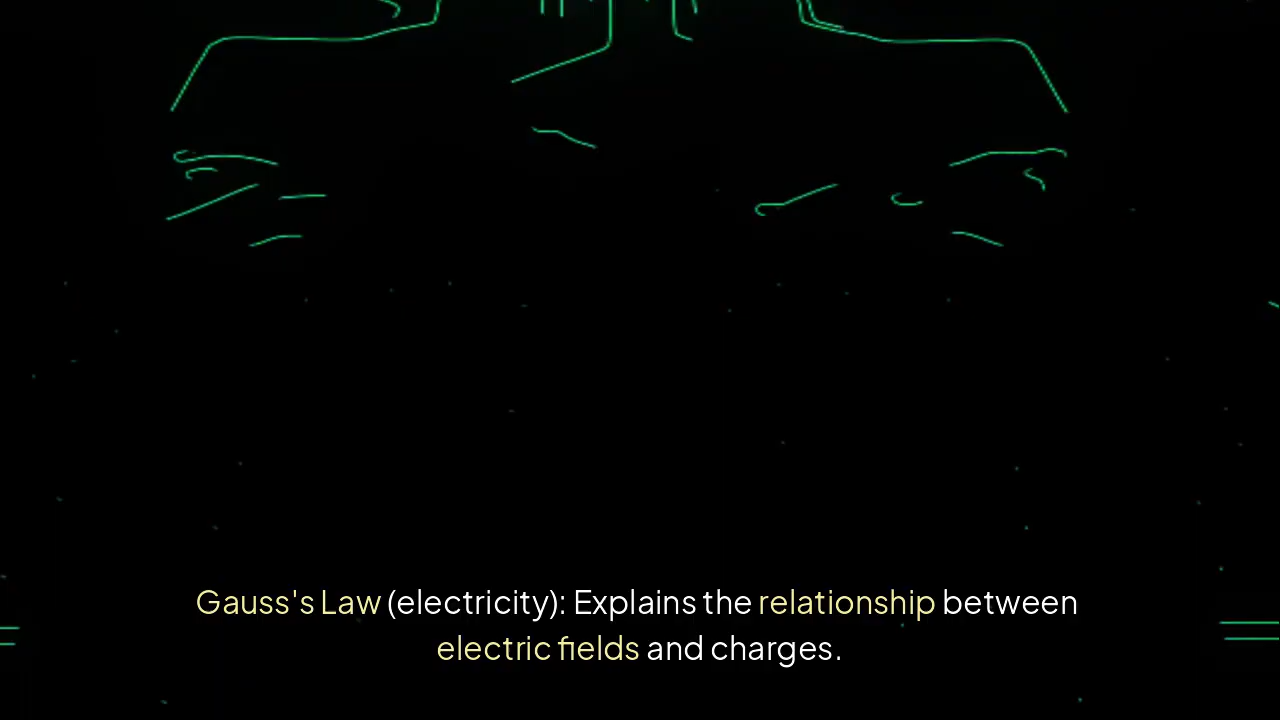 Gauss's Law (electricity): Explains the relationship between
electric fields and charges.